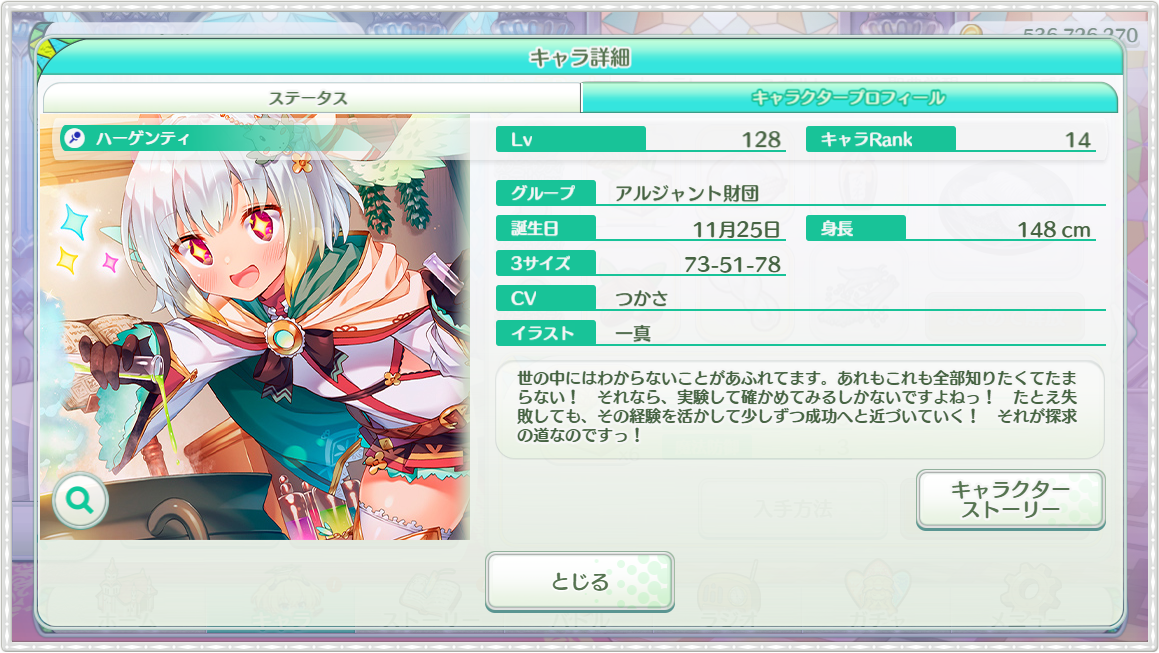 536,726,270
キャラ詳細
ステータス
キャラクタープロフィール
ハーゲンティ
Lv 128
キャラRank 14
グループ アルジャント財団
誕生日 11月25日
身長 148 cm
3サイズ 73-51-78
CV つかさ
イラスト 一真
世の中にはわからないことがあふれてます。あれもこれも全部知りたくてたま
らない！　それなら、実験して確かめてみるしかないですよねっ！　たとえ失
敗しても、その経験を活かして少しずつ成功へと近づいていく！　それが探求
の道なのですっ！
入手方法
キャラクター
ストーリー
とじる